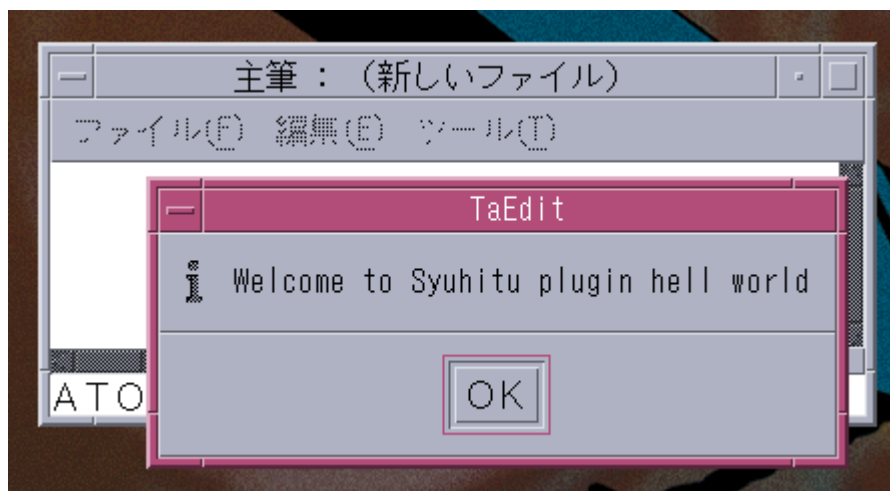 主筆： （新しいファイル）
ファイル(F) 編集(E) ツール(T)
TaEdit
Welcome to Syuhitu plugin hell world
OK
ATO